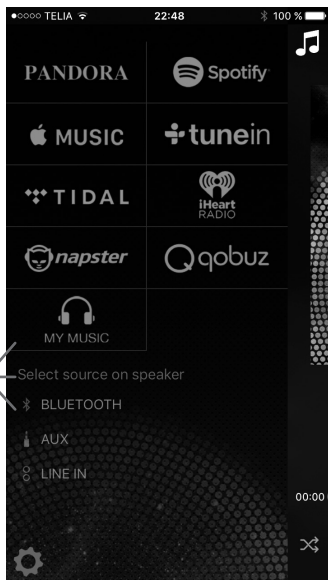 TELIA 22:48 100 %
PANDORA Spotify
MUSIC tunein
TIDAL iHeart RADIO
napster qobuz
MY MUSIC
Select source on speaker
BLUETOOTH
AUX
LINE IN
00:00